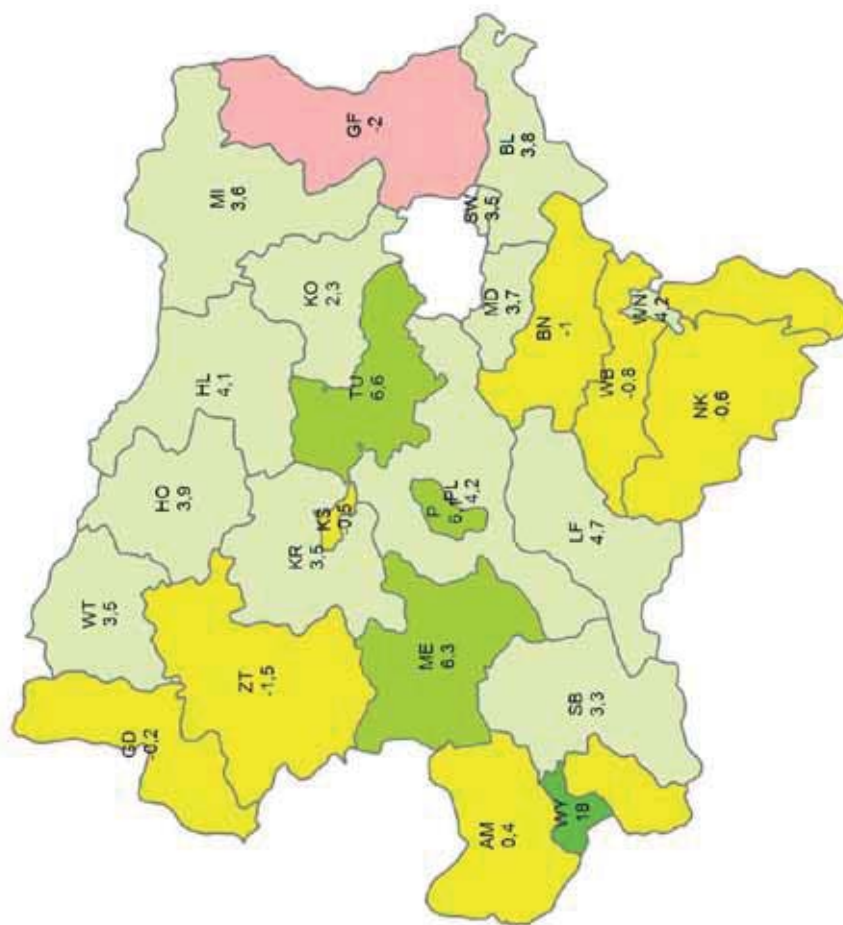 WT
3,5
GD
-0,2
HO
3,9
HL
4,1
MI
3,6
ZT
-1,5
KR
3,5
KS
-0,5
KO
2,3
GF
-2
TU
6,6
ME
6,3
P
PL
4,2
SW
3,5
AM
0,4
MD
3,7
BL
3,8
BN
-1
WY
18
SB
3,3
LF
4,7
WB
-0,8
WN
4,2
NK
-0,6